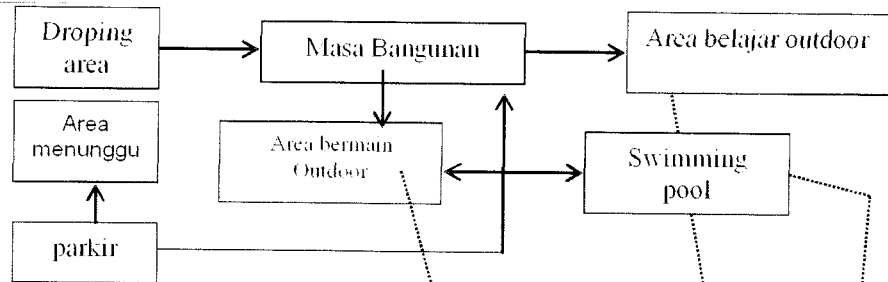 Droping
area
Masa Bangunan
Area belajar outdoor
Area
menunggu
Area bermain
Outdoor
Swimming
pool
parkir